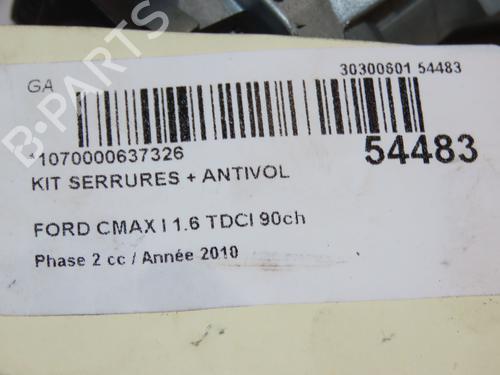 30300601 54483
GA
*1070000637326
54483
KIT SERRURES + ANTIVOL
FORD CMAX I 1.6 TDCI 90ch
Phase 2 cc / Année 2010
B-PARTS